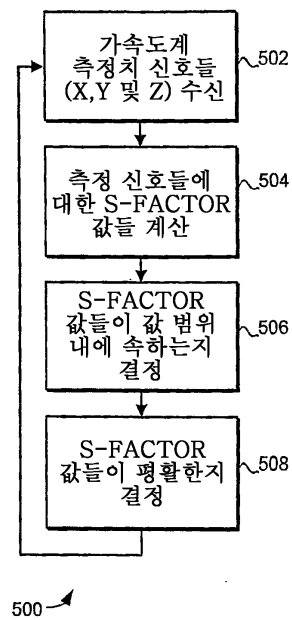 가속도계
측정치 신호들
(X,Y 및 Z) 수신
502
측정 신호들에
대한 S-FACTOR
값들 계산
504
S-FACTOR
값들이 값 범위
내에 속하는지
결정
506
S-FACTOR
값들이 평활한지
결정
508
500